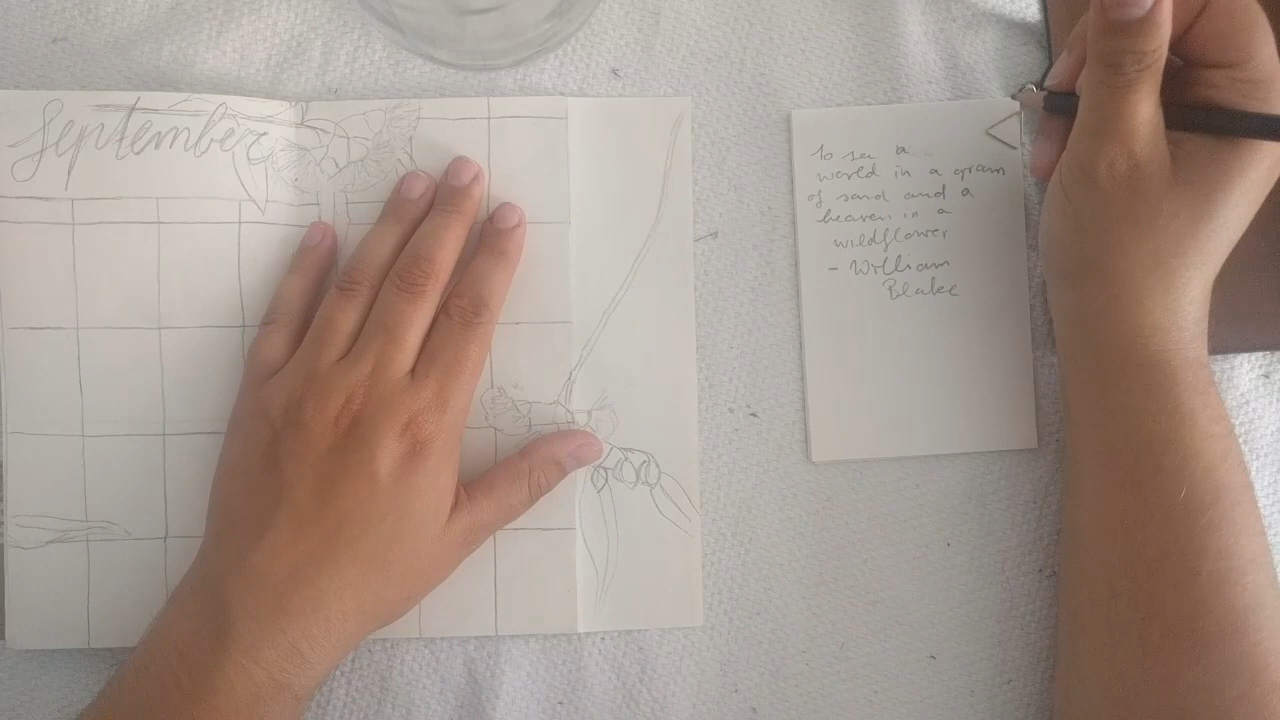 September
To see a
world in a grain
of sand and a
heaven in a
wildflower
- William
Blake